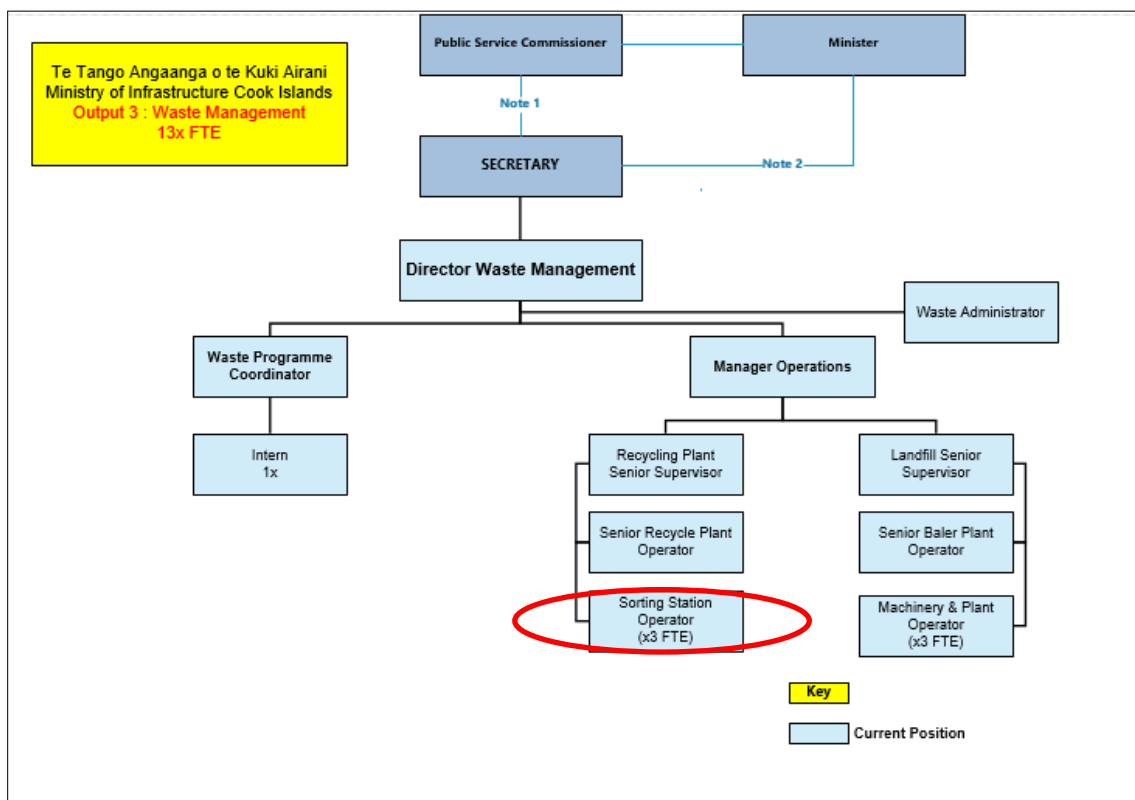 Te Tango Angaanga o te Kuki Airani
Ministry of Infrastructure Cook Islands
Output 3 : Waste Management
13x FTE
Public Service Commissioner
Minister
Note 1
SECRETARY
Note 2
Director Waste Management
Waste Administrator
Waste Programme
Coordinator
Manager Operations
Intern
1x
Recycling Plant
Senior Supervisor
Landfill Senior
Supervisor
Senior Recycle Plant
Operator
Senior Baler Plant
Operator
Sorting Station
Operator
(x3 FTE)
Machinery & Plant
Operator
(x3 FTE)
Key
Current Position